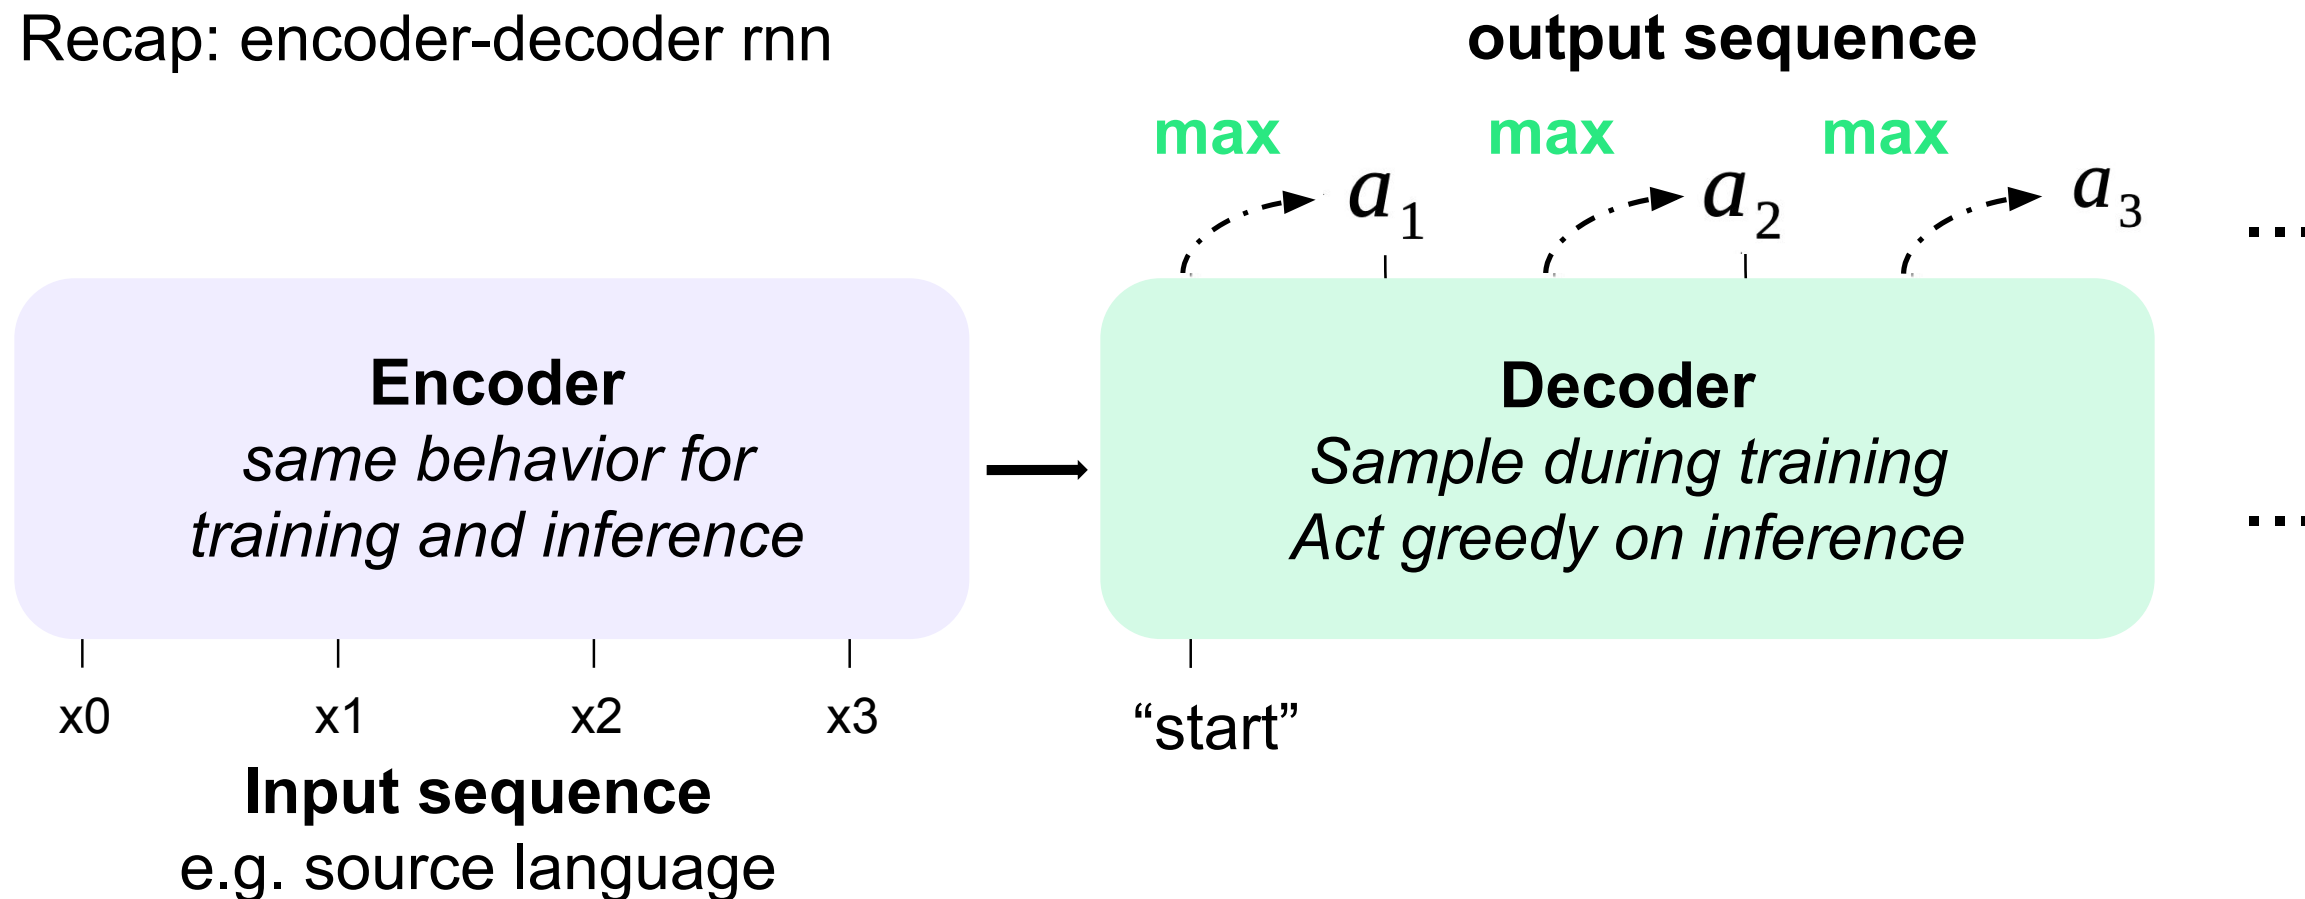 Recap: encoder-decoder rnn
output sequence
max max max
a1 a2 a3 ...
Encoder
same behavior for
training and inference
Decoder
Sample during training
Act greedy on inference
...
x0 x1 x2 x3
“start”
Input sequence
e.g. source language